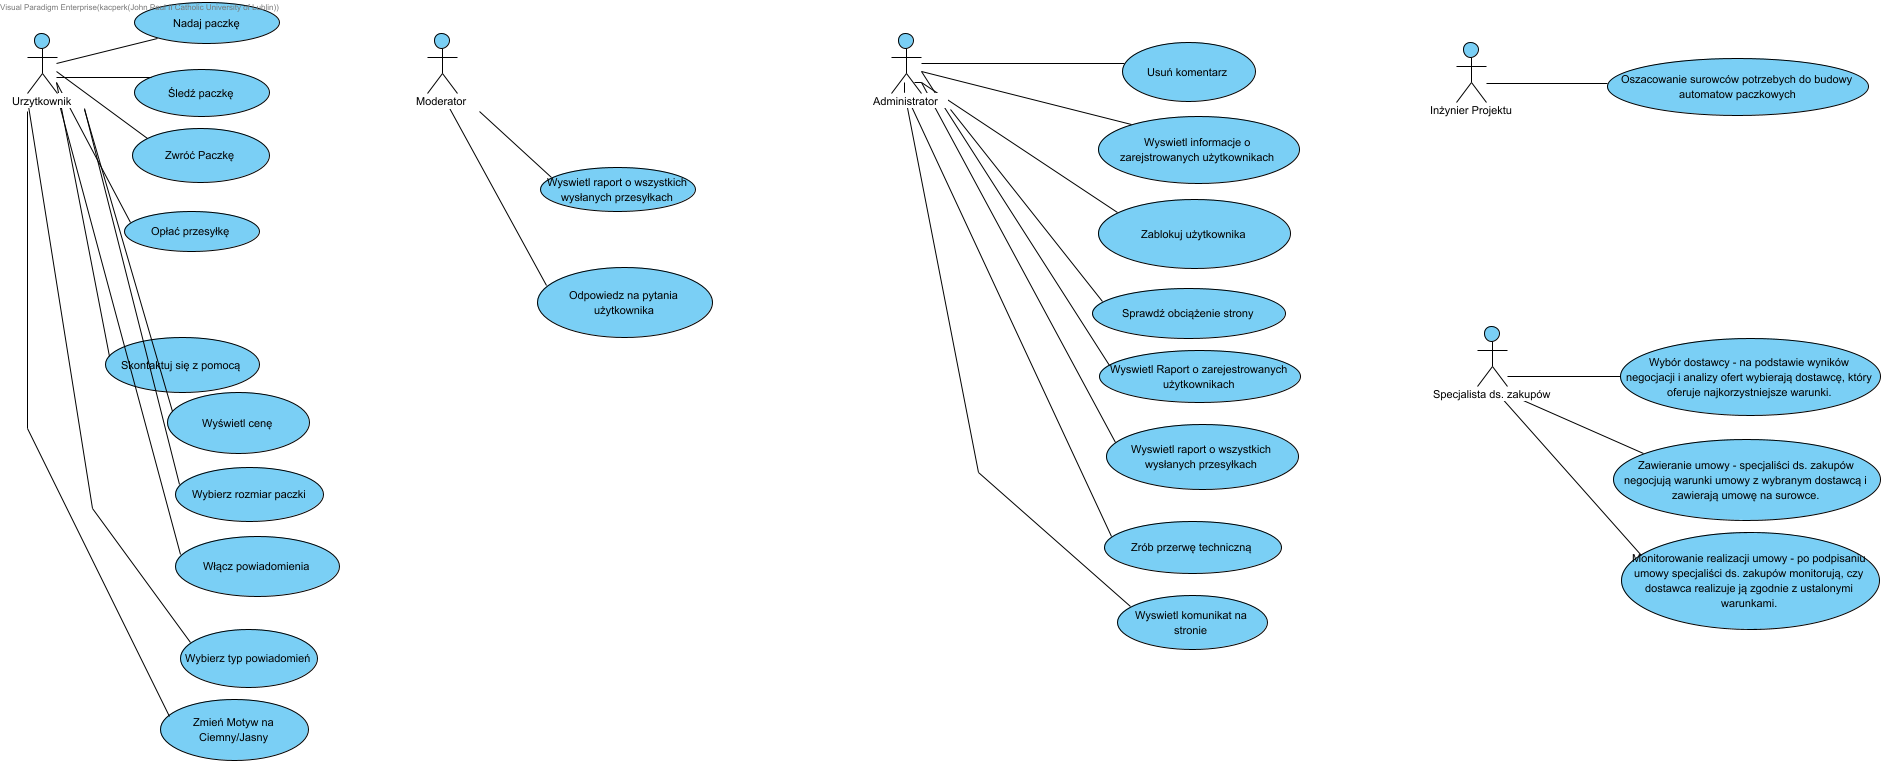 Visual Paradigm Enterprise(kacperk(John Paul II Catholic University of Lublin))
Urzytkownik
Nadaj paczkę
Śledź paczkę
Zwróć Paczkę
Opłać przesyłkę
Skontaktuj się z pomocą
Wyświetl cenę
Wybierz rozmiar paczki
Włącz powiadomienia
Wybierz typ powiadomień
Zmień Motyw na
Ciemny/Jasny
Moderator
Wyswietl raport o wszystkich
wysłanych przesyłkach
Odpowiedz na pytania
użytkownika
Administrator
Usuń komentarz
Wyswietl informacje o
zarejstrowanych użytkownikach
Zablokuj użytkownika
Sprawdź obciążenie strony
Wyswietl Raport o zarejestrowanych
użytkownikach
Wyswietl raport o wszystkich
wysłanych przesyłkach
Zrób przerwę techniczną
Wyswietl komunikat na
stronie
Inżynier Projektu
Oszacowanie surowców potrzebych do budowy
automatow paczkowych
Specjalista ds. zakupów
Wybór dostawcy - na podstawie wyników
negocjacji i analizy ofert wybierają dostawcę, który
oferuje najkorzystniejsze warunki.
Zawieranie umowy - specjaliści ds. zakupów
negocjują warunki umowy z wybranym dostawcą i
zawierają umowę na surowce.
Monitorowanie realizacji umowy - po podpisaniu
umowy specjaliści ds. zakupów monitorują, czy
dostawca realizuje ją zgodnie z ustalonymi
warunkami.